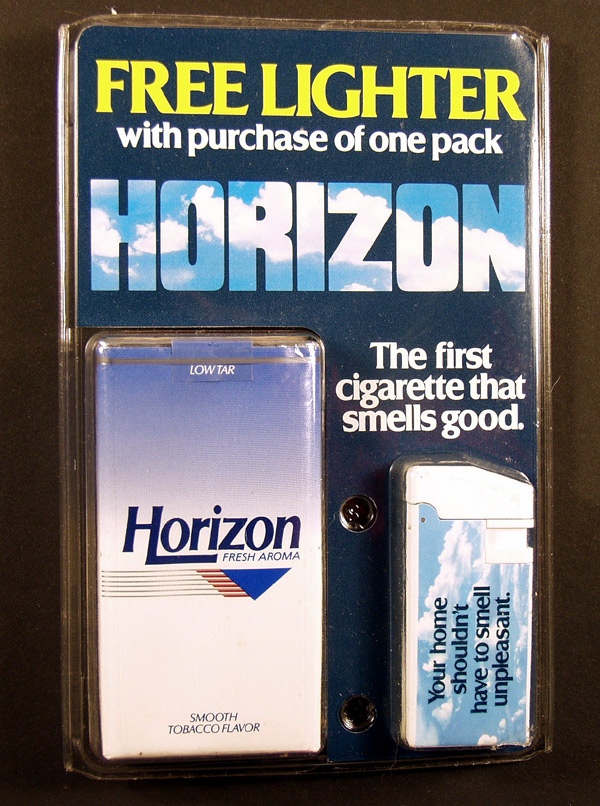 FREE LIGHTER
with purchase of one pack
HORIZON
The first
cigarette that
smells good.
LOW TAR
Horizon
FRESH AROMA
SMOOTH
TOBACCO FLAVOR
Your home
shouldn't
have to smell
unpleasant.